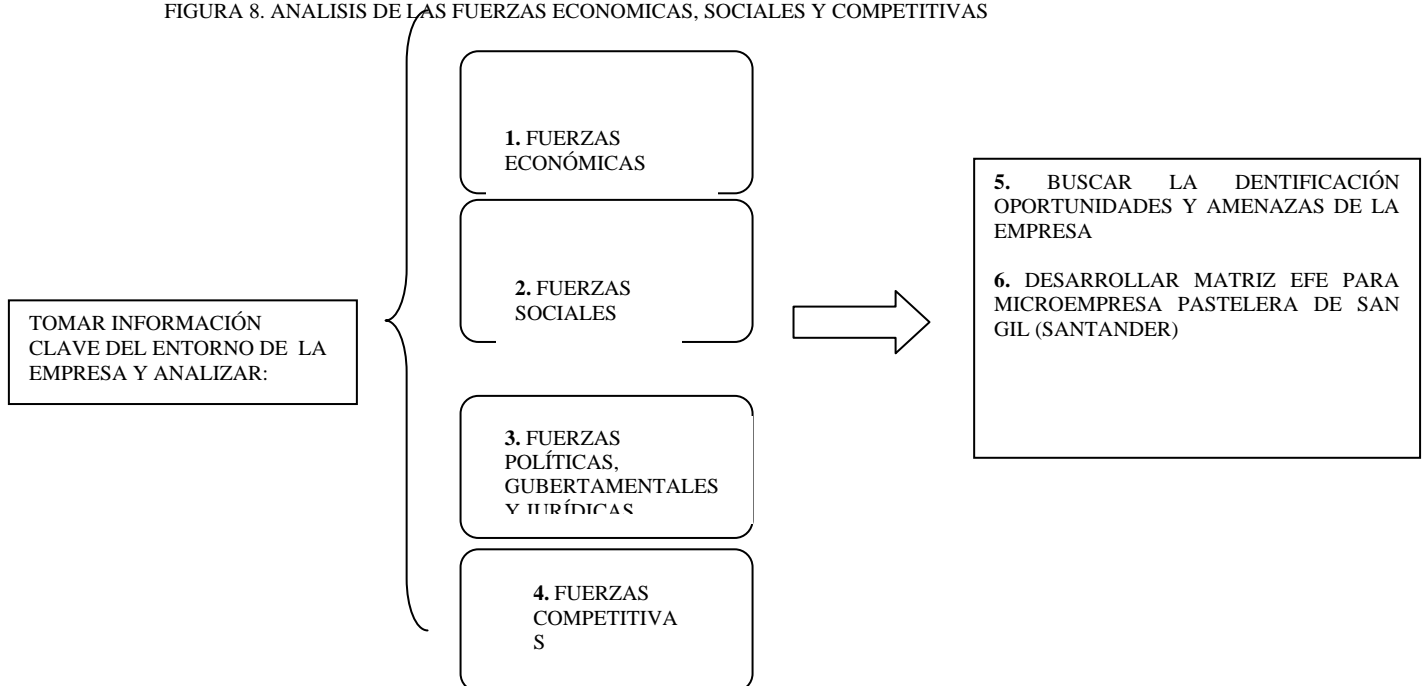 FIGURA 8. ANALISIS DE LAS FUERZAS ECONOMICAS, SOCIALES Y COMPETITIVAS
TOMAR INFORMACIÓN
CLAVE DEL ENTORNO DE LA
EMPRESA Y ANALIZAR:
1. FUERZAS
ECONÓMICAS
2. FUERZAS
SOCIALES
3. FUERZAS
POLÍTICAS,
GUBERTAMENTALES
Y JURÍDICAS
4. FUERZAS
COMPETITIVA
S
5. BUSCAR LA DENTIFICACIÓN
OPORTUNIDADES Y AMENAZAS DE LA
EMPRESA
6. DESARROLLAR MATRIZ EFE PARA
MICROEMPRESA PASTELERA DE SAN
GIL (SANTANDER)